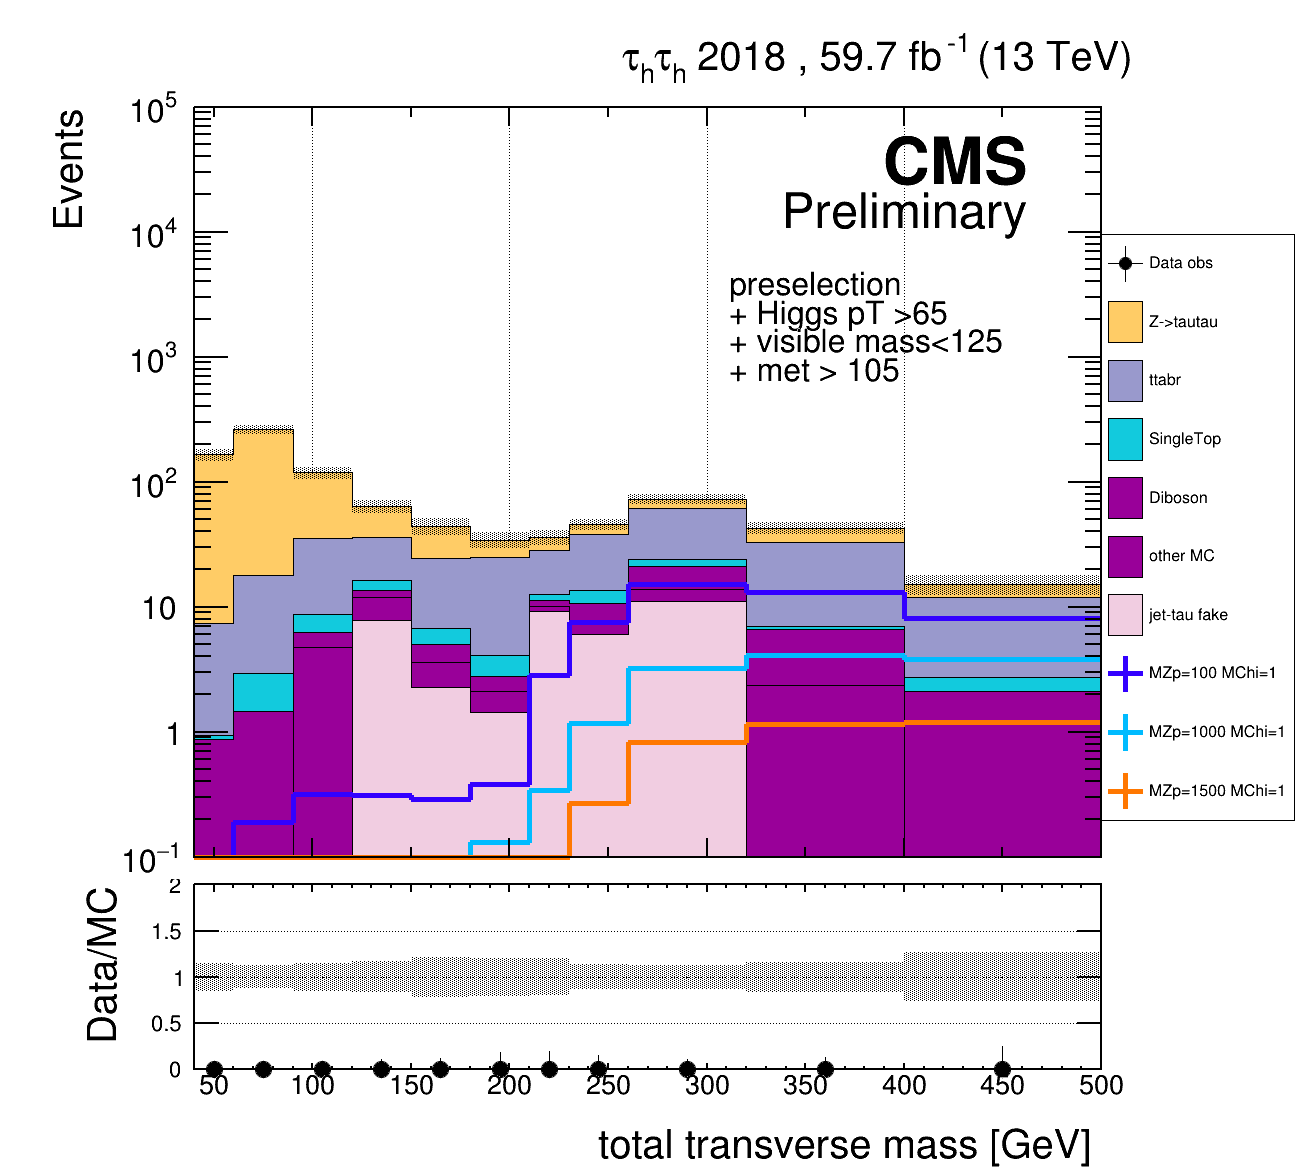 τhτh 2018 , 59.7 fb-1 (13 TeV)
Events
10^5
10^4
10^3
10^2
10
1
10^−1
CMS
Preliminary
preselection
+ Higgs pT >65
+ visible mass<125
+ met > 105
Data obs
Z->tautau
ttabr
SingleTop
Diboson
other MC
jet-tau fake
MZp=100 MChi=1
MZp=1000 MChi=1
MZp=1500 MChi=1
Data/MC
2
1.5
1
0.5
0
50 100 150 200 250 300 350 400 450 500
total transverse mass [GeV]